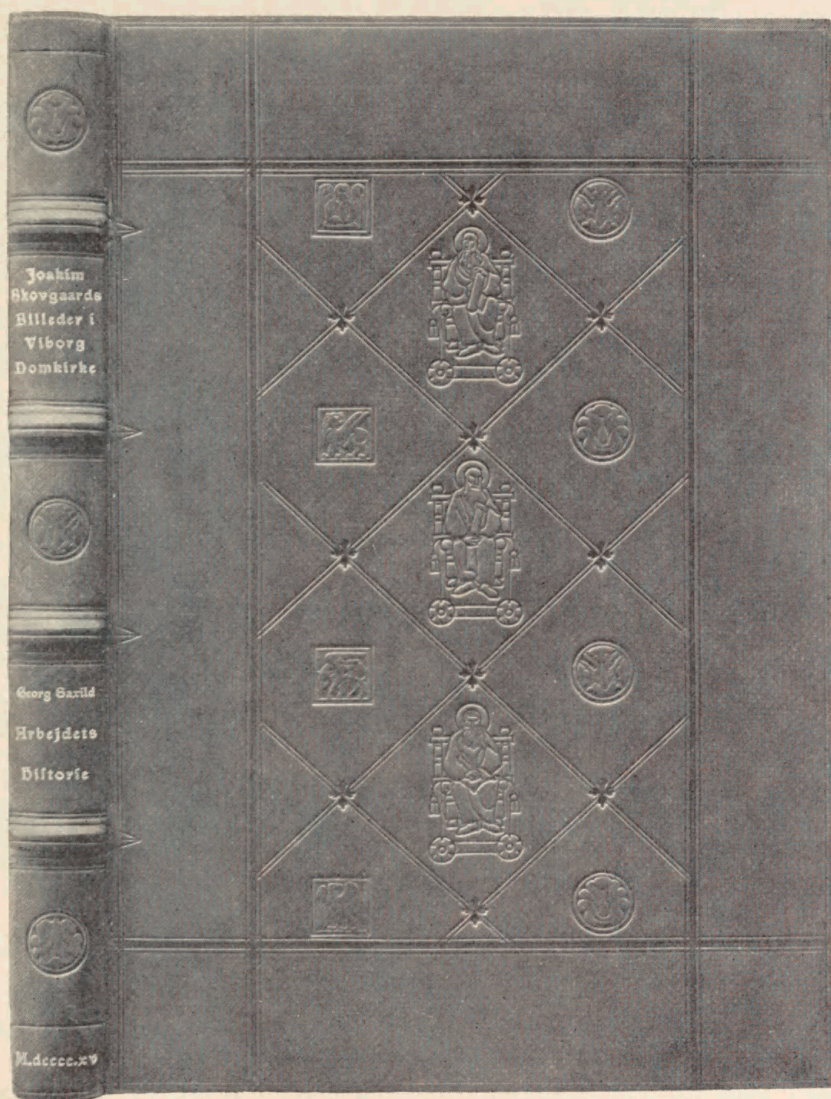 Joakim
Skovgaards
Billeder i
Viborg
Domkirke
Georg Saxild
Arbejdets
Historie
M.dcccc.xv